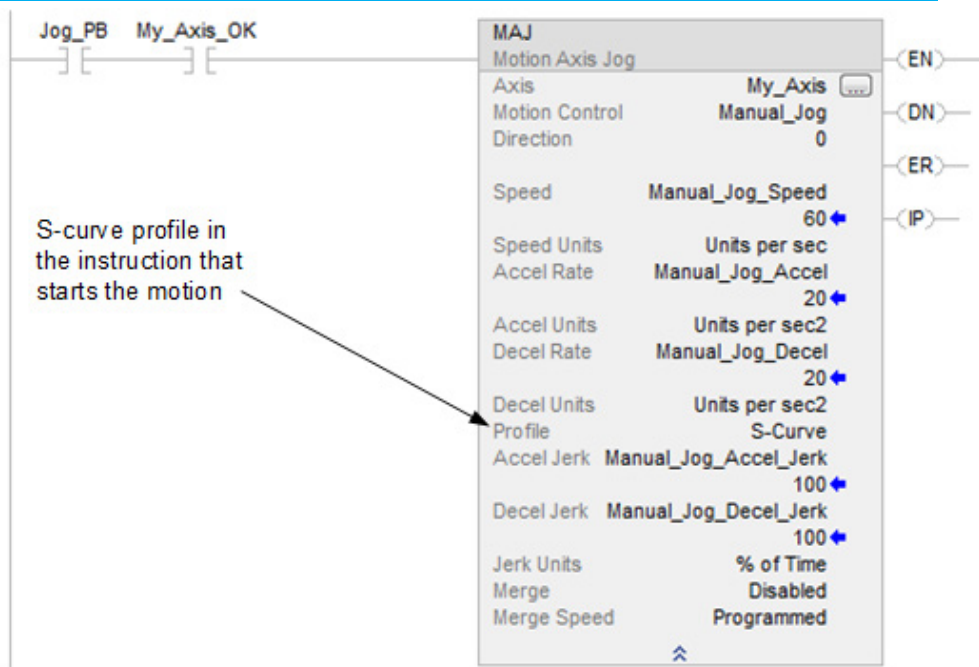 Jog_PB My_Axis_OK
MAJ
Motion Axis Jog
Axis My_Axis ...
Motion Control Manual_Jog
Direction 0
Speed Manual_Jog_Speed
60
Speed Units Units per sec
Accel Rate Manual_Jog_Accel
20
Accel Units Units per sec2
Decel Rate Manual_Jog_Decel
20
Decel Units Units per sec2
Profile S-Curve
Accel Jerk Manual_Jog_Accel_Jerk
100
Decel Jerk Manual_Jog_Decel_Jerk
100
Jerk Units % of Time
Merge Disabled
Merge Speed Programmed
EN
DN
ER
IP
S-curve profile in
the instruction that
starts the motion